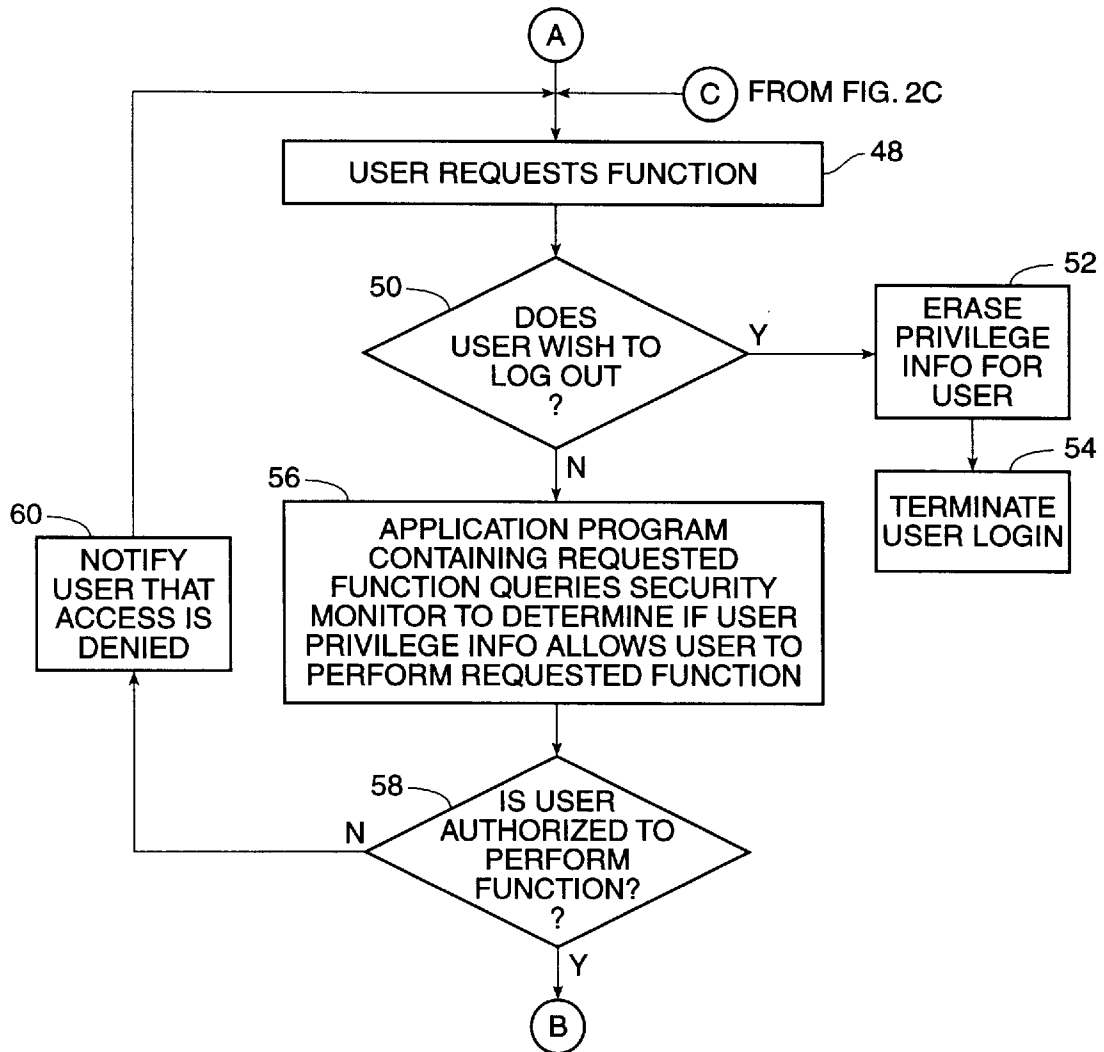 A
C FROM FIG. 2C
USER REQUESTS FUNCTION
48
50
DOES
USER WISH TO
LOG OUT
?
Y
52
ERASE
PRIVILEGE
INFO FOR
USER
54
TERMINATE
USER LOGIN
N
56
APPLICATION PROGRAM
CONTAINING REQUESTED
FUNCTION QUERIES SECURITY
MONITOR TO DETERMINE IF USER
PRIVILEGE INFO ALLOWS USER TO
PERFORM REQUESTED FUNCTION
60
NOTIFY
USER THAT
ACCESS IS
DENIED
58
IS USER
AUTHORIZED TO
PERFORM
FUNCTION?
?
N
Y
B